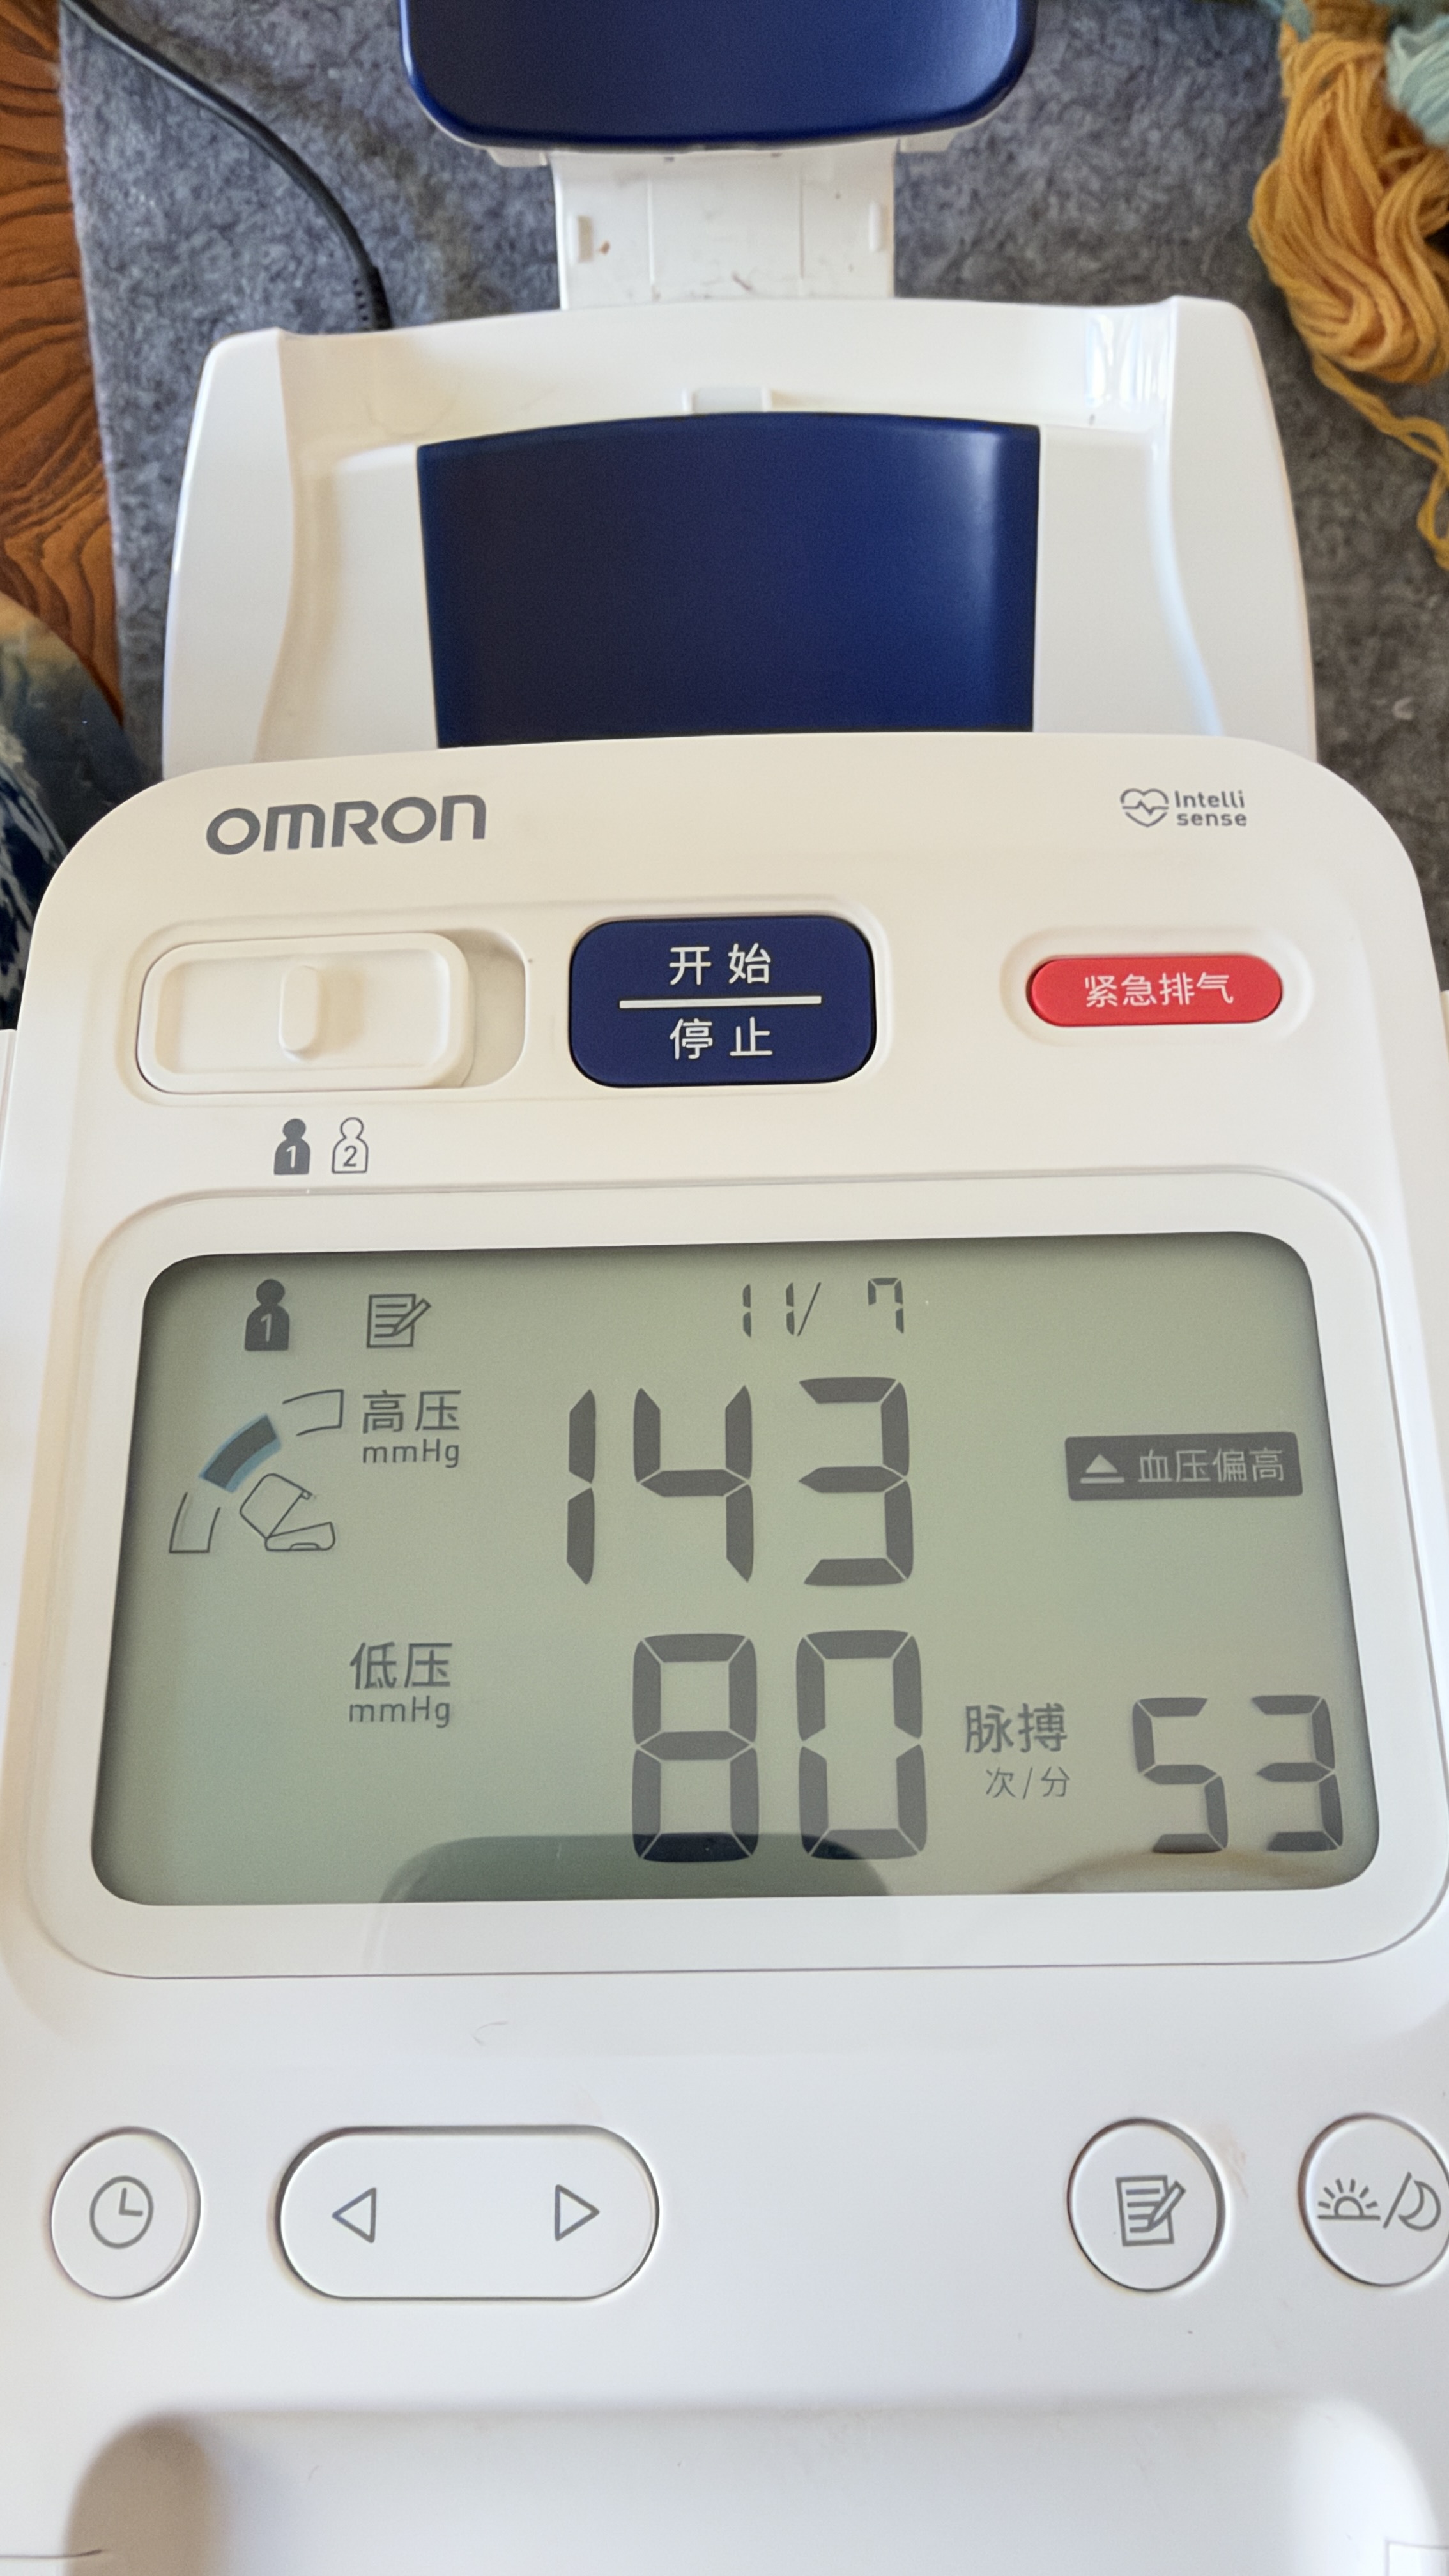 OMRON
Intelli
sense
开始
停止
紧急排气
1 2
1
11/ 7
高压
mmHg
143
血压偏高
低压
mmHg
80
脉搏
次/分
53